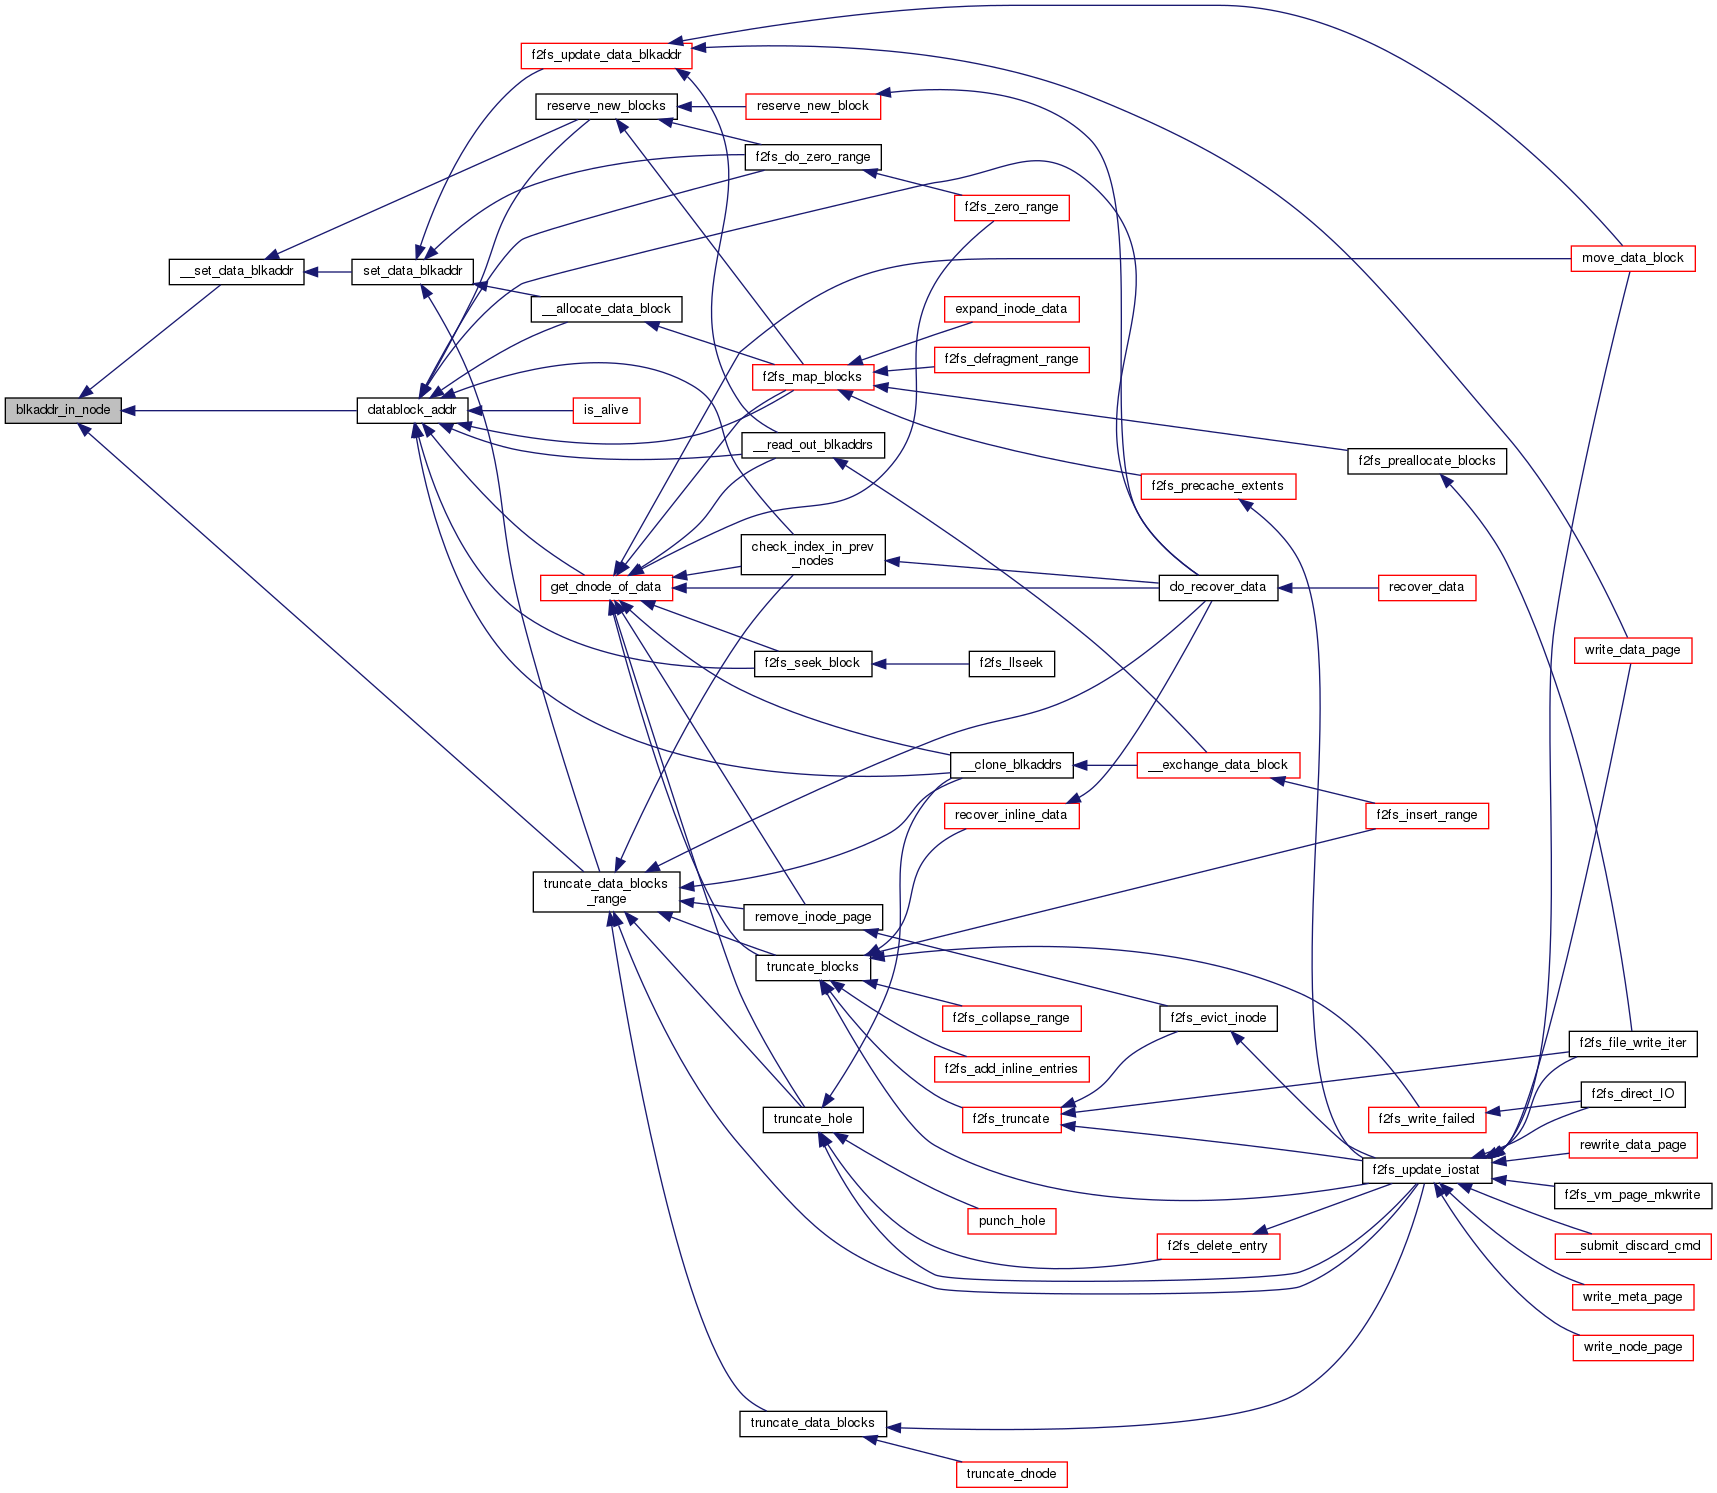 f2fs_update_data_blkaddr
reserve_new_blocks
reserve_new_block
f2fs_do_zero_range
f2fs_zero_range
__set_data_blkaddr
set_data_blkaddr
move_data_block
__allocate_data_block
expand_inode_data
f2fs_defragment_range
f2fs_map_blocks
blkaddr_in_node
datablock_addr
is_alive
__read_out_blkaddrs
f2fs_preallocate_blocks
f2fs_precache_extents
check_index_in_prev
_nodes
get_dnode_of_data
do_recover_data
recover_data
f2fs_seek_block
f2fs_llseek
write_data_page
__clone_blkaddrs
__exchange_data_block
recover_inline_data
f2fs_insert_range
truncate_data_blocks
_range
remove_inode_page
truncate_blocks
f2fs_collapse_range
f2fs_evict_inode
f2fs_file_write_iter
f2fs_add_inline_entries
f2fs_direct_IO
truncate_hole
f2fs_truncate
f2fs_write_failed
rewrite_data_page
f2fs_update_iostat
f2fs_vm_page_mkwrite
punch_hole
f2fs_delete_entry
__submit_discard_cmd
write_meta_page
write_node_page
truncate_data_blocks
truncate_dnode